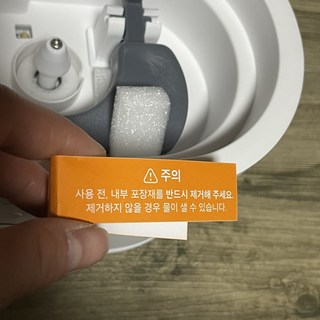 ⚠ 주의
사용 전, 내부 포장재를 반드시 제거해 주세요.
제거하지 않을 경우 물이 샐 수 있습니다.